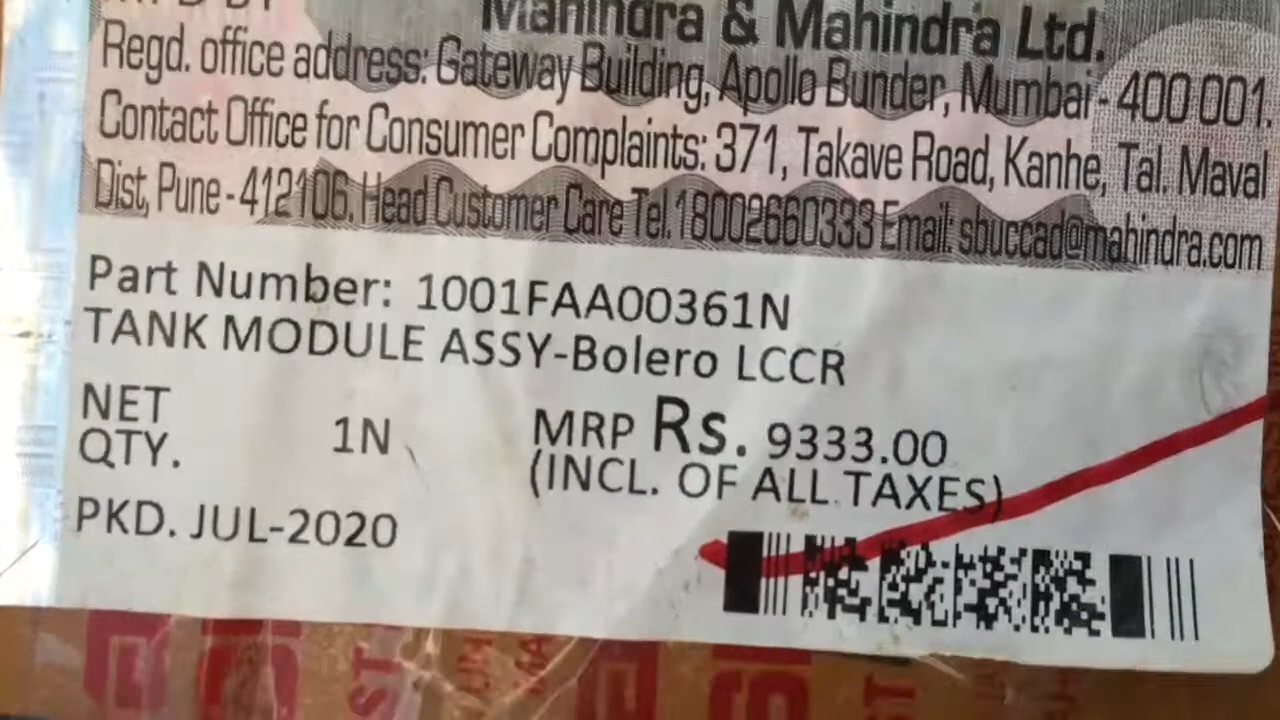 Mahindra & Mahindra Ltd.
Regd. office address: Gateway Building, Apollo Bunder, Mumbai - 400 001.
Contact Office for Consumer Complaints: 371, Takave Road, Kanhe, Tal. Maval
Dist, Pune - 412106. Head Customer Care Tel.18002660333 Email: sbuccad@mahindra.com
Part Number: 1001FAA00361N
TANK MODULE ASSY-Bolero LCCR
NET QTY. 1N
MRP Rs. 9333.00
(INCL. OF ALL TAXES)
PKD. JUL-2020